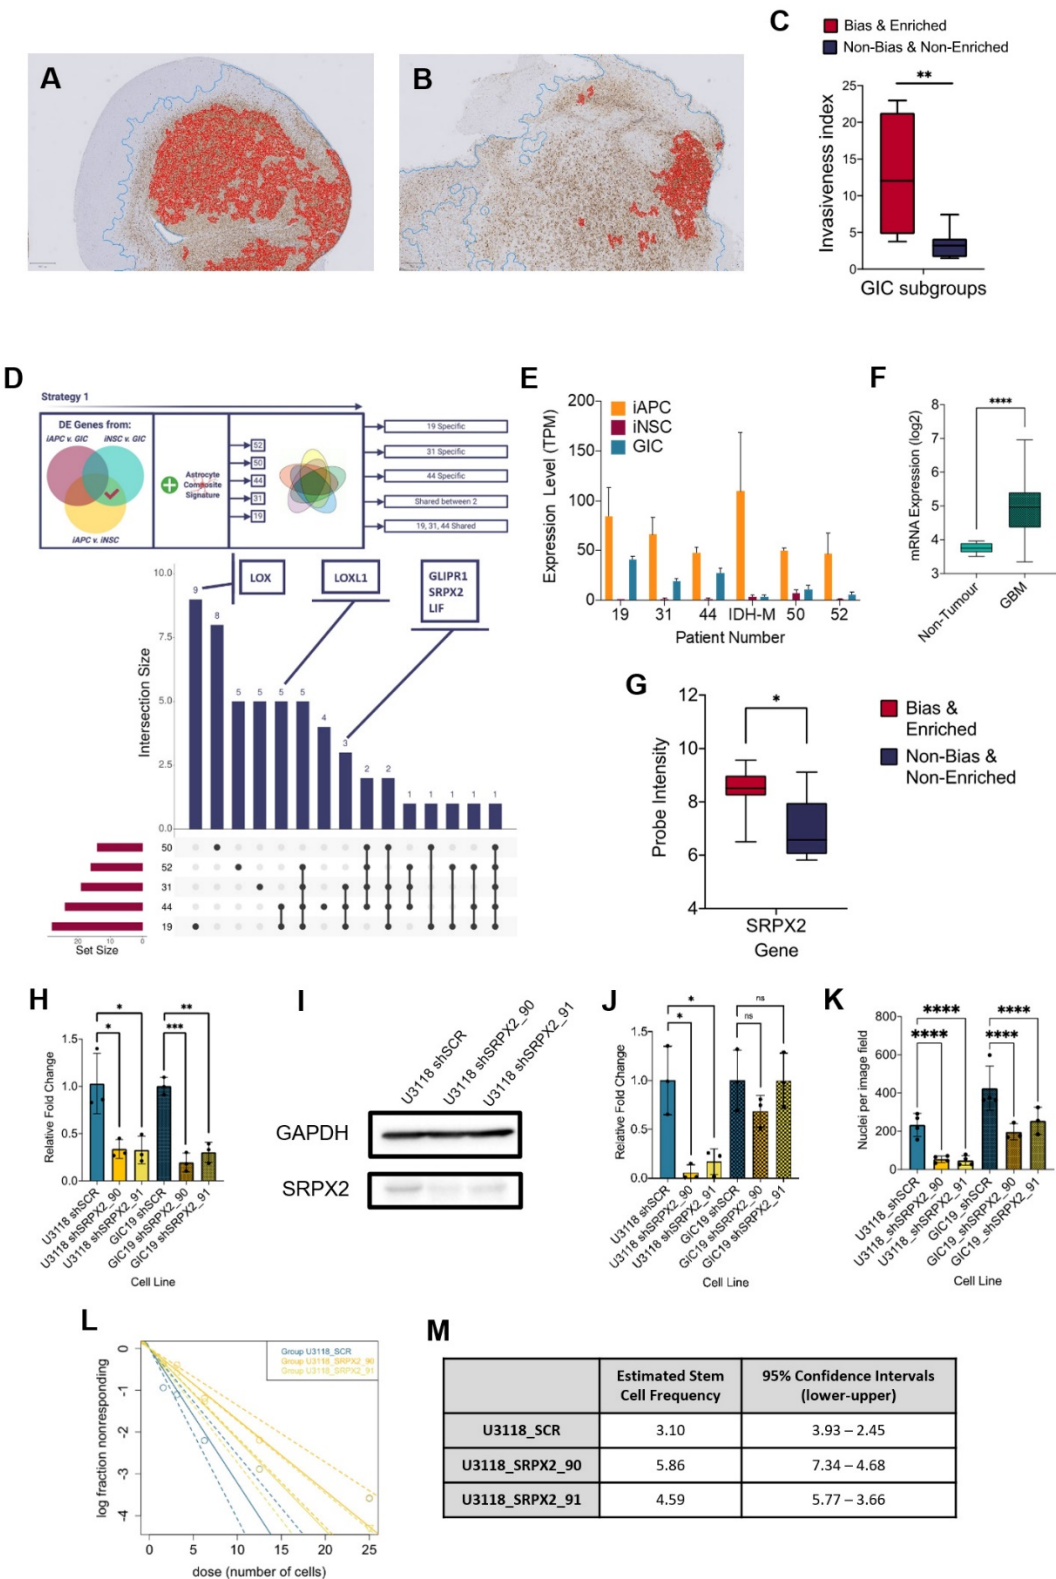 A
B
C
Bias & Enriched
Non-Bias & Non-Enriched
**
25
20
15
10
5
0
Invasiveness index
GIC subgroups
D
Strategy 1
DE Genes from:
iAPC v. GIC
iNSC v. GIC
iAPC v. iNSC
Astrocyte
Composite
Signature
52
50
44
31
19
19 Specific
31 Specific
44 Specific
Shared between 2
19, 31, 44 Shared
LOX
LOXL1
GLIPR1
SRPX2
LIF
10.0
7.5
5.0
2.5
0.0
Intersection Size
9
8
5
5
5
5
4
3
2
2
1
1
1
1
1
50
52
31
44
19
20
10
0
Set Size
E
iAPC
iNSC
GIC
200
150
100
50
0
Expression Level (TPM)
19
31
44
IDH-M
50
52
Patient Number
F
****
8
7
6
5
4
3
mRNA Expression (log2)
Non-Tumour
GBM
G
12
10
8
6
4
Probe Intensity
*
SRPX2
Gene
Bias &
Enriched
Non-Bias &
Non-Enriched
H
* * ** ***
1.5
1.0
0.5
0.0
Relative Fold Change
U3118 shSCR
U3118 shSRPX2_90
U3118 shSRPX2_91
GIC19 shSCR
GIC19 shSRPX2_90
GIC19 shSRPX2_91
Cell Line
I
U3118 shSCR
U3118 shSRPX2_90
U3118 shSRPX2_91
GAPDH
SRPX2
J
* * ns ns
1.5
1.0
0.5
0.0
Relative Fold Change
U3118 shSCR
U3118 shSRPX2_90
U3118 shSRPX2_91
GIC19 shSCR
GIC19 shSRPX2_90
GIC19 shSRPX2_91
Cell Line
K
**** **** **** ****
800
600
400
200
0
Nuclei per image field
U3118_shSCR
U3118_shSRPX2_90
U3118_shSRPX2_91
GIC19_shSCR
GIC19_shSRPX2_90
GIC19_shSRPX2_91
Cell Line
L
Group U3118_SCR
Group U3118_SRPX2_90
Group U3118_SRPX2_91
0
-1
-2
-3
-4
log fraction nonresponding
0 5 10 15 20 25
dose (number of cells)
M
Estimated Stem
Cell Frequency
95% Confidence Intervals
(lower-upper)
U3118_SCR 3.10 3.93 – 2.45
U3118_SRPX2_90 5.86 7.34 – 4.68
U3118_SRPX2_91 4.59 5.77 – 3.66